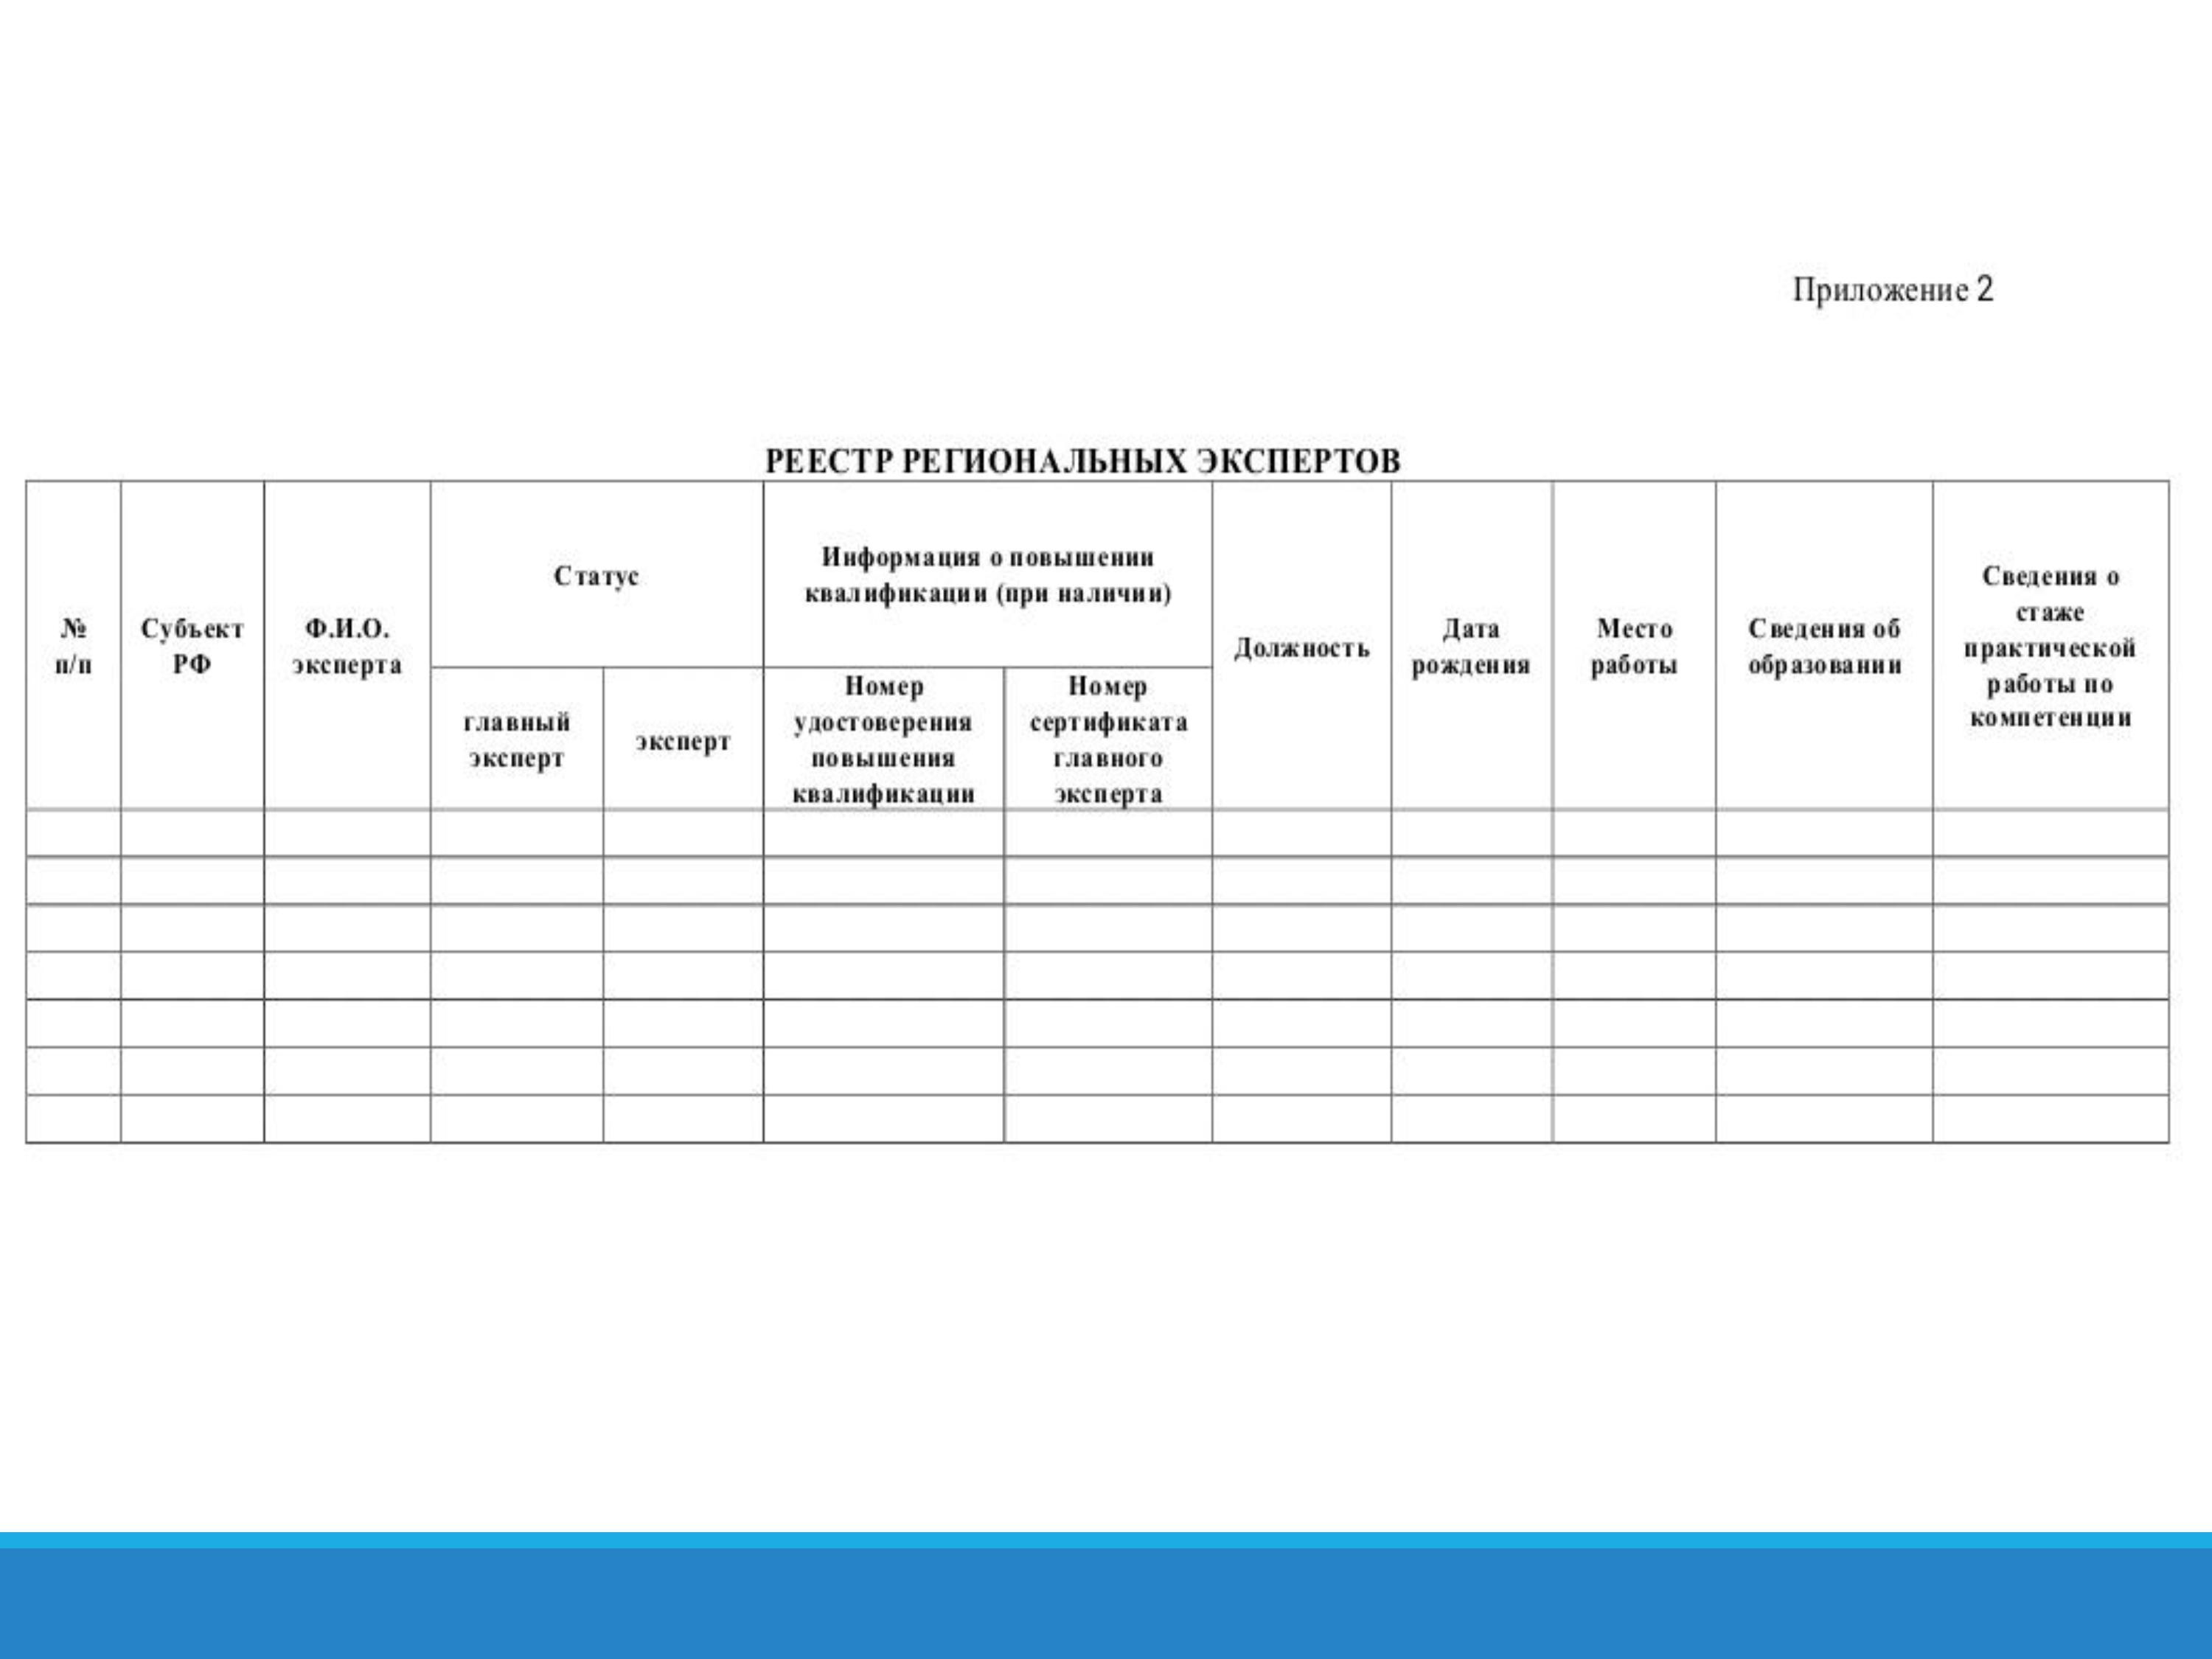 Приложение 2
РЕЕСТР РЕГИОНАЛЬНЫХ ЭКСПЕРТОВ
№
п/п
Субъект
РФ
Ф.И.О.
эксперта
Статус
главный
эксперт
эксперт
Информация о повышении
квалификации (при наличии)
Номер
удостоверения
повышения
квалификации
Номер
сертификата
главного
эксперта
Должность
Дата
рождения
Место
работы
Сведения об
образовании
Сведения о
стаже
практической
работы по
компетенции